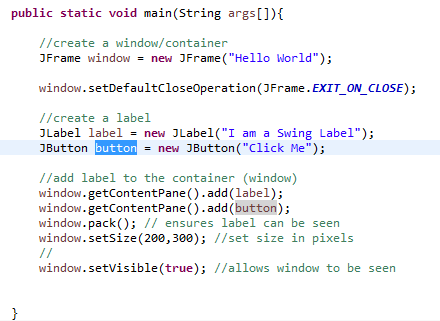 public static void main(String args[]){
//create a window/container
JFrame window = new JFrame("Hello World");
window.setDefaultCloseOperation(JFrame.EXIT_ON_CLOSE);
//create a label
JLabel label = new JLabel("I am a Swing Label");
JButton button = new JButton("Click Me");
//add label to the container (window)
window.getContentPane().add(label);
window.getContentPane().add(button);
window.pack(); // ensures label can be seen
window.setSize(200,300); //set size in pixels
//
window.setVisible(true); //allows window to be seen
}